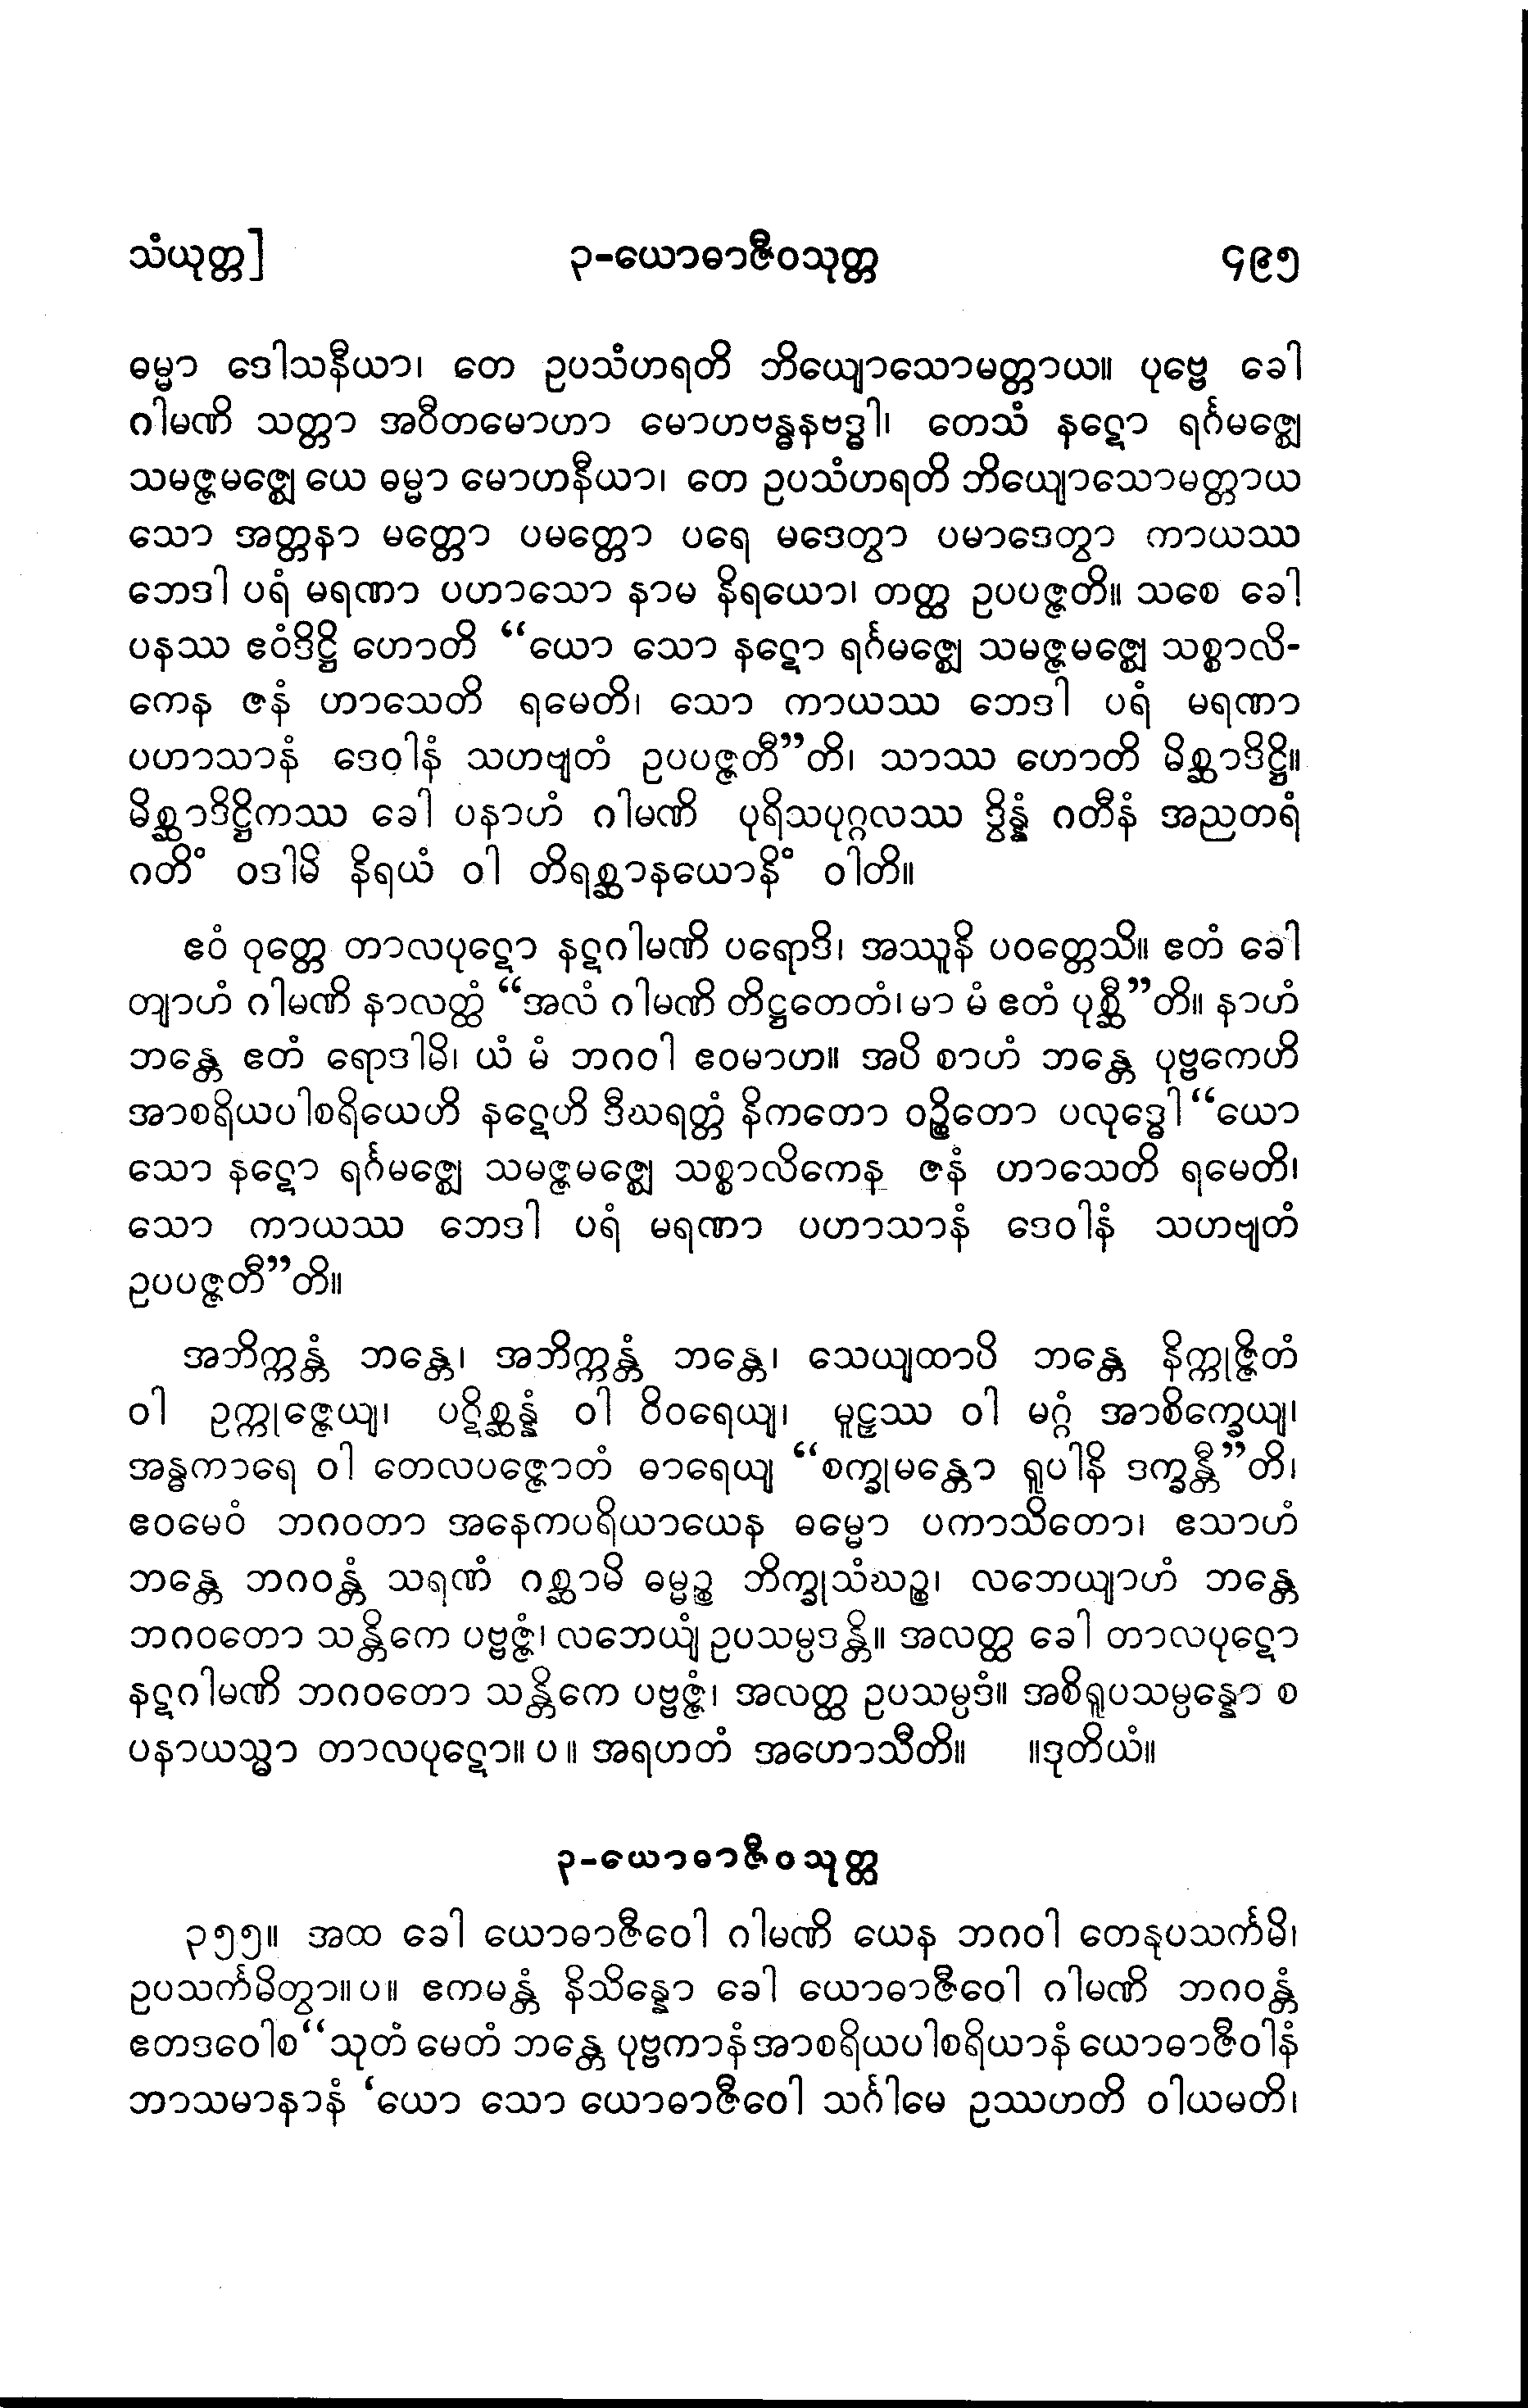 သံယုတ္တ] ၃-ယောဓာဇီဝသုတ္တ ၄၉၅
ဓမ္မာ ဒေါသနီယာ၊ တေ ဥပသံဟရတိ ဘိယျောသောမတ္တာယ။ ပုဗ္ဗေ ခေါ
ဂါမဏိ သတ္တာ အဝီတမောဟာ မောဟဗန္ဓနဗဒ္ဓါ၊ တေသံ နဋော ရင်္ဂမဇ္ဈေ
သမဇ္ဇမဇ္ဈေ ယေ ဓမ္မာ မောဟနီယာ၊ တေ ဥပသံဟရတိ ဘိယျောသောမတ္တာယ
သော အတ္တနာ မတ္တော ပမတ္တော ပရေ မဒေတွာ ပမာဒေတွာ ကာယဿ
ဘေဒါ ပရံ မရဏာ ပဟာသော နာမ နိရယော၊ တတ္ထ ဥပပဇ္ဇတိ။ သစေ ခေါ
ပနဿ ဧဝံဒိဋ္ဌိ ဟောတိ “ယော သော နဋော ရင်္ဂမဇ္ဈေ သမဇ္ဇမဇ္ဈေ သစ္စာလိ-
ကေန ဇနံ ဟာသေတိ ရမေတိ၊ သော ကာယဿ ဘေဒါ ပရံ မရဏာ
ပဟာသာနံ ဒေဝါနံ သဟဗျတံ ဥပပဇ္ဇတီ”တိ၊ သာဿ ဟောတိ မိစ္ဆာဒိဋ္ဌိ။
မိစ္ဆာဒိဋ္ဌိကဿ ခေါ ပနာဟံ ဂါမဏိ ပုရိသပုဂ္ဂလဿ ဒွိန္နံ ဂတီနံ အညတရံ
ဂတိံ ဝဒါမိ နိရယံ ဝါ တိရစ္ဆာနယောနိံ ဝါတိ။
ဧဝံ ဝုတ္တေ တာလပုဋော နဋဂါမဏိ ပရောဒိ၊ အဿူနိ ပဝတ္တေသိ။ ဧတံ ခေါ
တျာဟံ ဂါမဏိ နာလတ္ထံ “အလံ ဂါမဏိ တိဋ္ဌတေတံ၊ မာ မံ ဧတံ ပုစ္ဆီ”တိ။ နာဟံ
ဘန္တေ ဧတံ ရောဒါမိ၊ ယံ မံ ဘဂဝါ ဧဝမာဟ။ အပိ စာဟံ ဘန္တေ ပုဗ္ဗကေဟိ
အာစရိယပါစရိယေဟိ နဋေဟိ ဒီဃရတ္တံ နိကတော ဝဉ္စိတော ပလုဒ္ဓေါ “ယော
သော နဋော ရင်္ဂမဇ္ဈေ သမဇ္ဇမဇ္ဈေ သစ္စာလိကေန ဇနံ ဟာသေတိ ရမေတိ၊
သော ကာယဿ ဘေဒါ ပရံ မရဏာ ပဟာသာနံ ဒေဝါနံ သဟဗျတံ
ဥပပဇ္ဇတီ”တိ။
အဘိက္ကန္တံ ဘန္တေ၊ အဘိက္ကန္တံ ဘန္တေ၊ သေယျထာပိ ဘန္တေ နိက္ကုဇ္ဇိတံ
ဝါ ဥက္ကုဇ္ဇေယျ၊ ပဋိစ္ဆန္နံ ဝါ ဝိဝရေယျ၊ မူဠှဿ ဝါ မဂ္ဂံ အာစိက္ခေယျ၊
အန္ဓကာရေ ဝါ တေလပဇ္ဇောတံ ဓာရေယျ “စက္ခုမန္တော ရူပါနိ ဒက္ခန္တီ”တိ၊
ဧဝမေဝံ ဘဂဝတာ အနေကပရိယာယေန ဓမ္မော ပကာသိတော၊ ဧသာဟံ
ဘန္တေ ဘဂဝန္တံ သရဏံ ဂစ္ဆာမိ ဓမ္မဉ္စ ဘိက္ခုသံဃဉ္စ၊ လဘေယျာဟံ ဘန္တေ
ဘဂဝတော သန္တိကေ ပဗ္ဗဇ္ဇံ၊ လဘေယျံ ဥပသမ္ပဒန္တိ။ အလတ္ထ ခေါ တာလပုဋော
နဋဂါမဏိ ဘဂဝတော သန္တိကေ ပဗ္ဗဇ္ဇံ၊ အလတ္ထ ဥပသမ္ပဒံ။ အစိရူပသမ္ပန္နော စ
ပနာယသ္မာ တာလပုဋော။ ပ ။ အရဟတံ အဟောသီတိ။ ။ဒုတိယံ။
၃-ယောဓာဇီဝသုတ္တ
၃၅၅။ အထ ခေါ ယောဓာဇီဝေါ ဂါမဏိ ယေန ဘဂဝါ တေနုပသင်္ကမိ၊
ဥပသင်္ကမိတွာ။ပ။ ဧကမန္တံ နိသိန္နော ခေါ ယောဓာဇီဝေါ ဂါမဏိ ဘဂဝန္တံ
ဧတဒဝေါစ“သုတံ မေတံ ဘန္တေ ပုဗ္ဗကာနံ အာစရိယပါစရိယာနံ ယောဓာဇီဝါနံ
ဘာသမာနာနံ ‘ယော သော ယောဓာဇီဝေါ သင်္ဂါမေ ဥဿဟတိ ဝါယမတိ၊